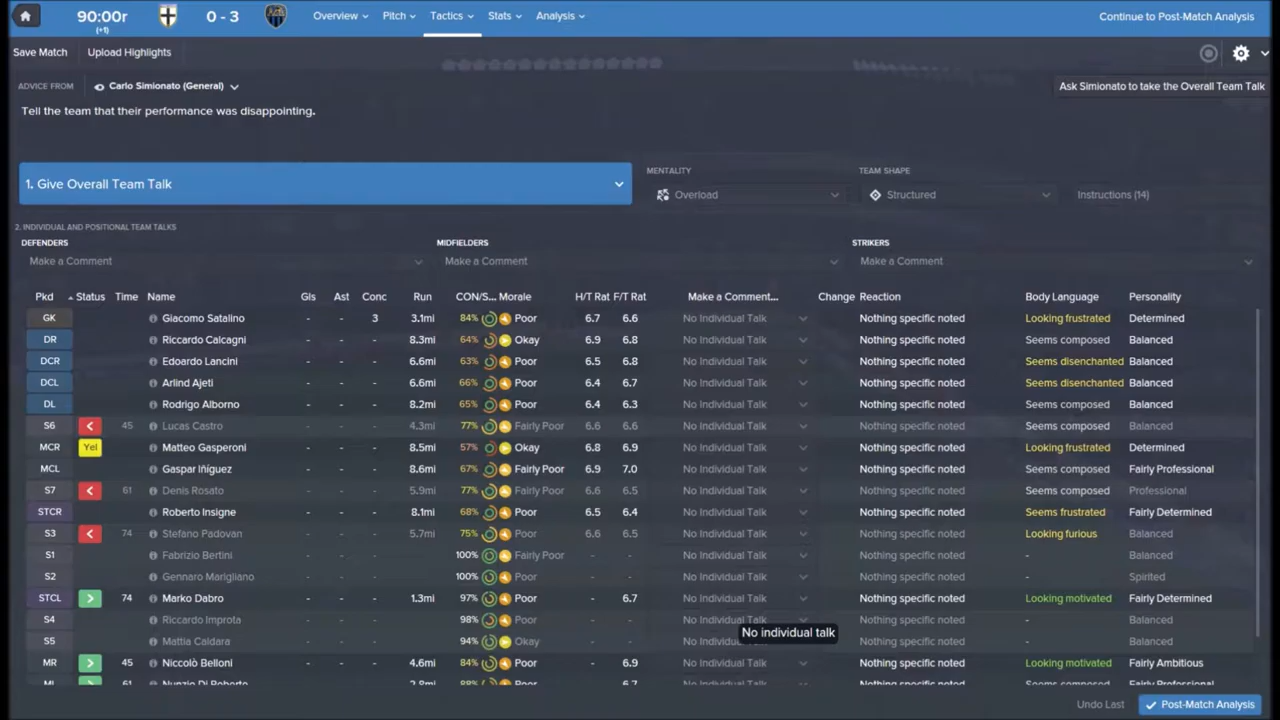 90:00r 0 - 3 Overview Pitch Tactics Stats Analysis Continue to Post-Match Analysis
(+1)
Save Match Upload Highlights
ADVICE FROM Carlo Simionato (General) Ask Simionato to take the Overall Team Talk
Tell the team that their performance was disappointing.
MENTALITY TEAM SHAPE
1. Give Overall Team Talk Overload Structured Instructions (14)
2. INDIVIDUAL AND POSITIONAL TEAM TALKS
DEFENDERS MIDFIELDERS STRIKERS
Make a Comment Make a Comment Make a Comment
Pkd Status Time Name Gls Ast Conc Run CON/S... Morale H/T Rat F/T Rat Make a Comment... Change Reaction Body Language Personality
GK Giacomo Satalino - - 3 3.1mi 84% Poor 6.7 6.6 No Individual Talk Nothing specific noted Looking frustrated Determined
DR Riccardo Calcagni - - - 8.3mi 64% Okay 6.9 6.8 No Individual Talk Nothing specific noted Seems composed Balanced
DCR Edoardo Lancini - - - 6.6mi 63% Poor 6.5 6.8 No Individual Talk Nothing specific noted Seems disenchanted Balanced
DCL Arlind Ajeti - - - 6.6mi 66% Poor 6.4 6.7 No Individual Talk Nothing specific noted Seems disenchanted Balanced
DL Rodrigo Alborno - - - 8.2mi 65% Poor 6.4 6.3 No Individual Talk Nothing specific noted Seems composed Balanced
S6 < 45 Lucas Castro - - - 4.3mi 77% Fairly Poor 6.6 6.6 No Individual Talk Nothing specific noted Seems composed Balanced
MCR Yel Matteo Gasperoni - - - 8.5mi 57% Okay 6.8 6.9 No Individual Talk Nothing specific noted Looking frustrated Determined
MCL Gaspar Iñíguez - - - 8.6mi 67% Fairly Poor 6.9 7.0 No Individual Talk Nothing specific noted Seems composed Fairly Professional
S7 < 61 Denis Rosato - - - 5.9mi 77% Fairly Poor 6.6 6.5 No Individual Talk Nothing specific noted Seems composed Professional
STCR Roberto Insigne - - - 8.1mi 68% Poor 6.5 6.4 No Individual Talk Nothing specific noted Seems frustrated Fairly Determined
S3 < 74 Stefano Padovan - - - 5.7mi 75% Poor 6.6 6.5 No Individual Talk Nothing specific noted Looking furious Balanced
S1 Fabrizio Bertini - - - 100% Fairly Poor - - No Individual Talk Nothing specific noted - Balanced
S2 Gennaro Marigliano - - - 100% Poor - - No Individual Talk Nothing specific noted - Spirited
STCL > 74 Marko Dabro - - - 1.3mi 97% Poor - 6.7 No Individual Talk Nothing specific noted Looking motivated Fairly Determined
S4 Riccardo Improta - - - 98% Poor - - No Individual Talk Nothing specific noted - Balanced
S5 Mattia Caldara - - - 94% Okay - - No Individual Talk Nothing specific noted - Balanced
No individual talk
MR > 45 Niccolò Belloni - - - 4.6mi 84% Poor - 6.9 No Individual Talk Nothing specific noted Looking motivated Fairly Ambitious
Undo Last Post-Match Analysis